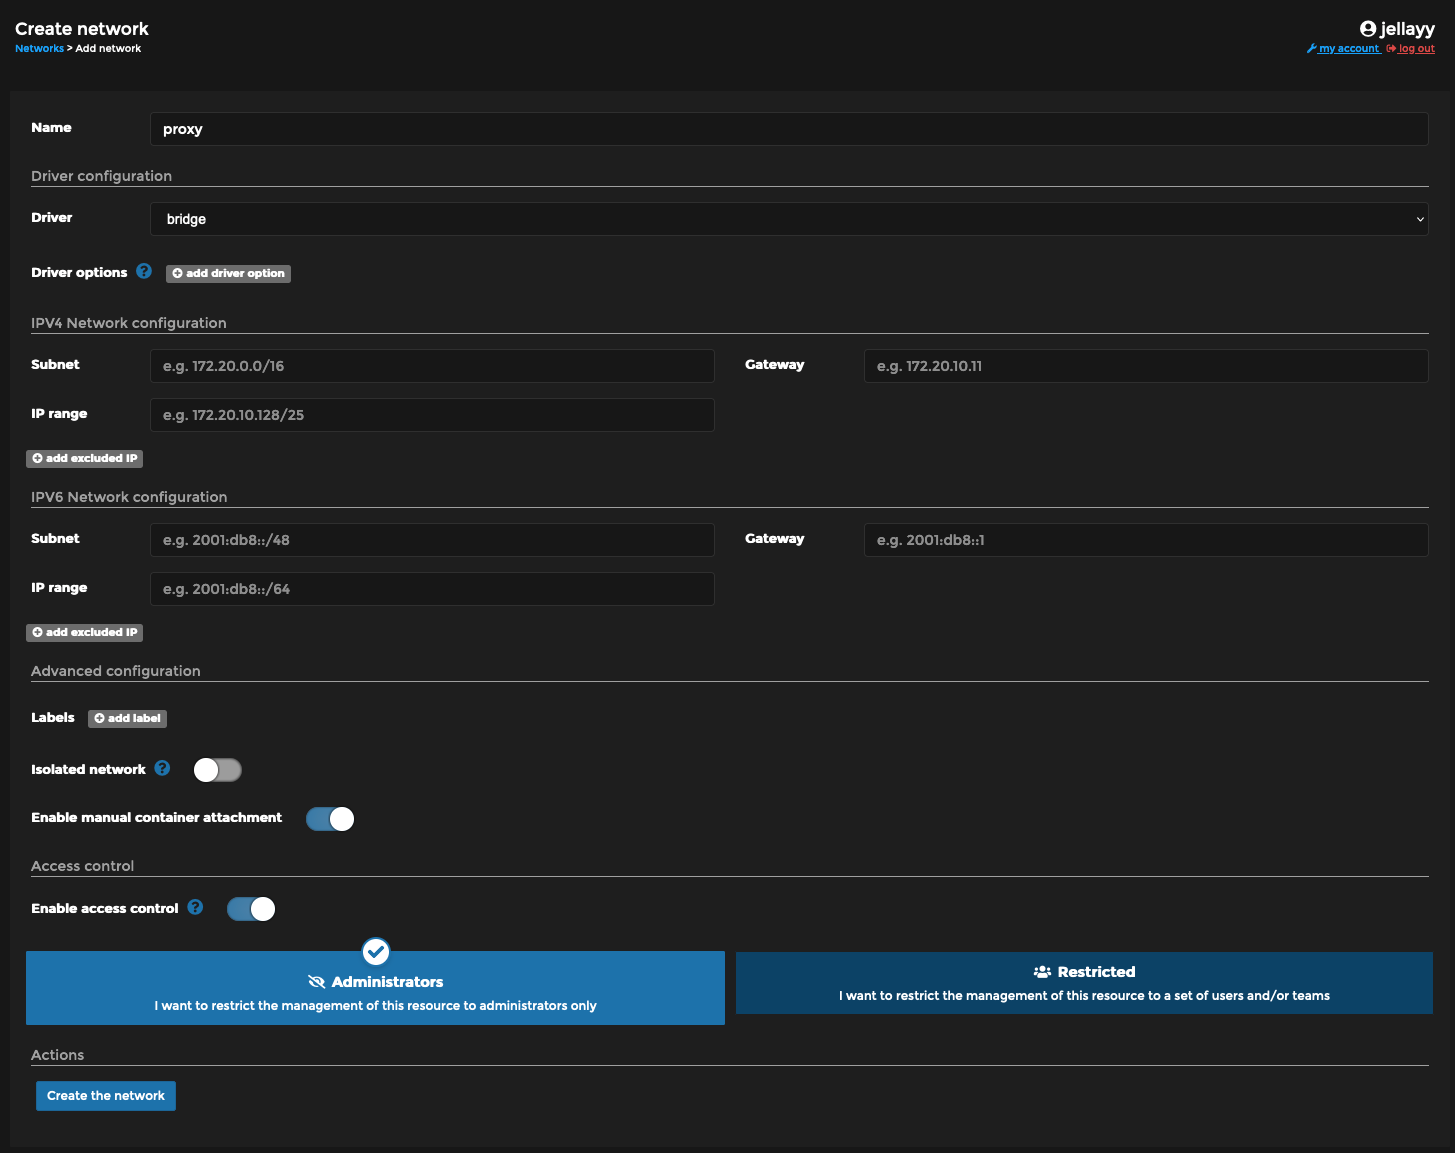 Create network
Networks > Add network
jellayy
my account log out
Name proxy
Driver configuration
Driver bridge
Driver options add driver option
IPV4 Network configuration
Subnet e.g. 172.20.0.0/16 Gateway e.g. 172.20.10.11
IP range e.g. 172.20.10.128/25
add excluded IP
IPV6 Network configuration
Subnet e.g. 2001:db8::/48 Gateway e.g. 2001:db8::1
IP range e.g. 2001:db8::/64
add excluded IP
Advanced configuration
Labels add label
Isolated network
Enable manual container attachment
Access control
Enable access control
Administrators
I want to restrict the management of this resource to administrators only
Restricted
I want to restrict the management of this resource to a set of users and/or teams
Actions
Create the network